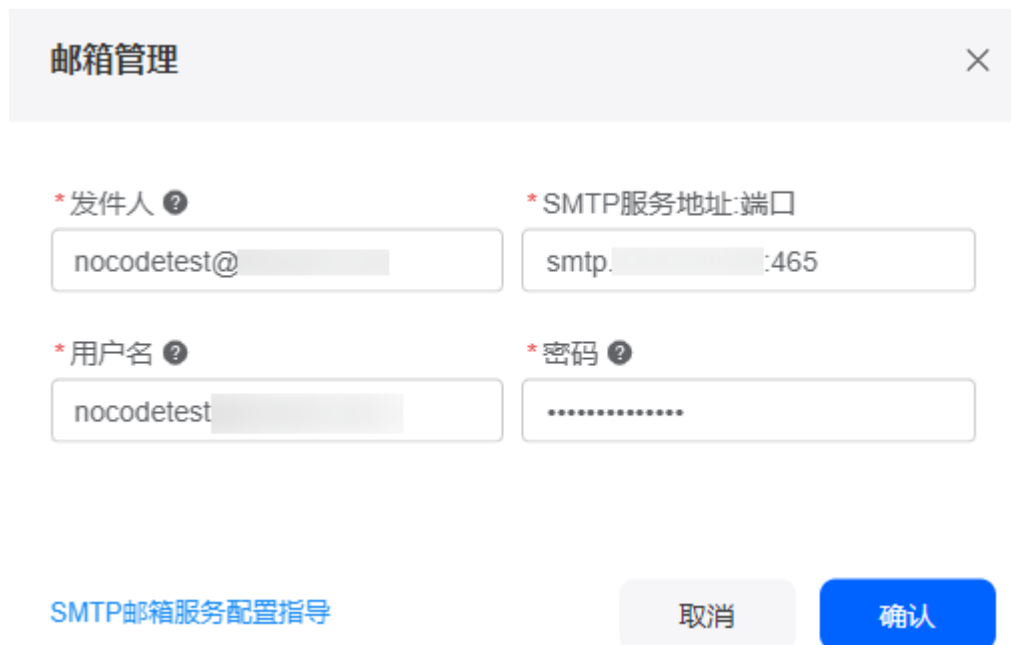 邮箱管理
*发件人
*SMTP服务地址:端口
nocodetest@
smtp. :465
*用户名
*密码
nocodetest
••••••••••••••
SMTP邮箱服务配置指导
取消
确认